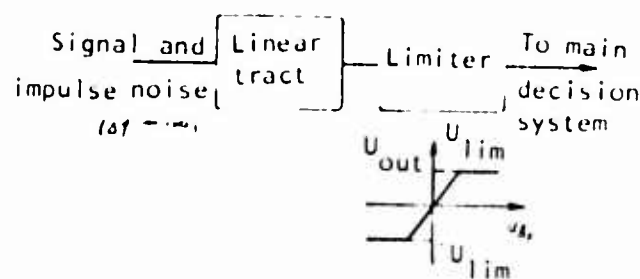 Signal and
impulse noise
Linear
tract
Limiter
To main
decision
system
U out
U lim
U lim